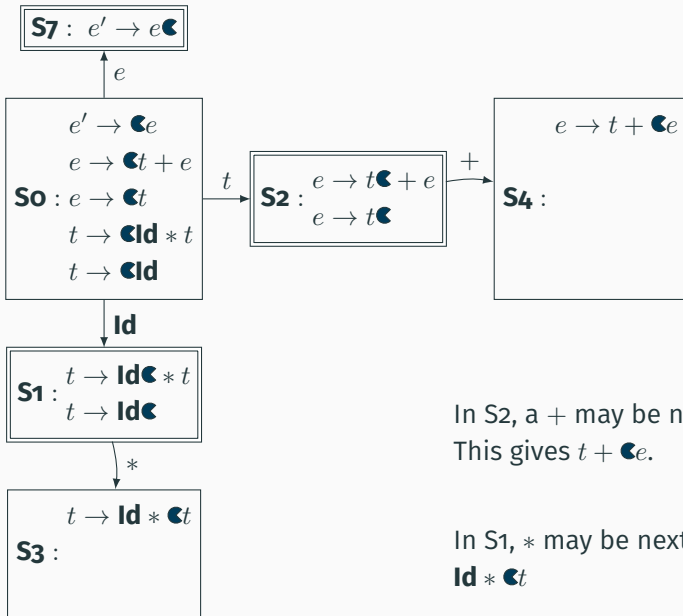 S7 : e′ → e
e
e′ → e
e → t + e
S0 : e → t
t → Id ∗ t
t → Id
t
S2 : e → t + e
e → t
+
S4 : e → t + e
Id
S1 : t → Id ∗ t
t → Id
∗
S3 : t → Id ∗ t
In S2, a + may be n
This gives t + e.
In S1, ∗ may be next
Id ∗ t